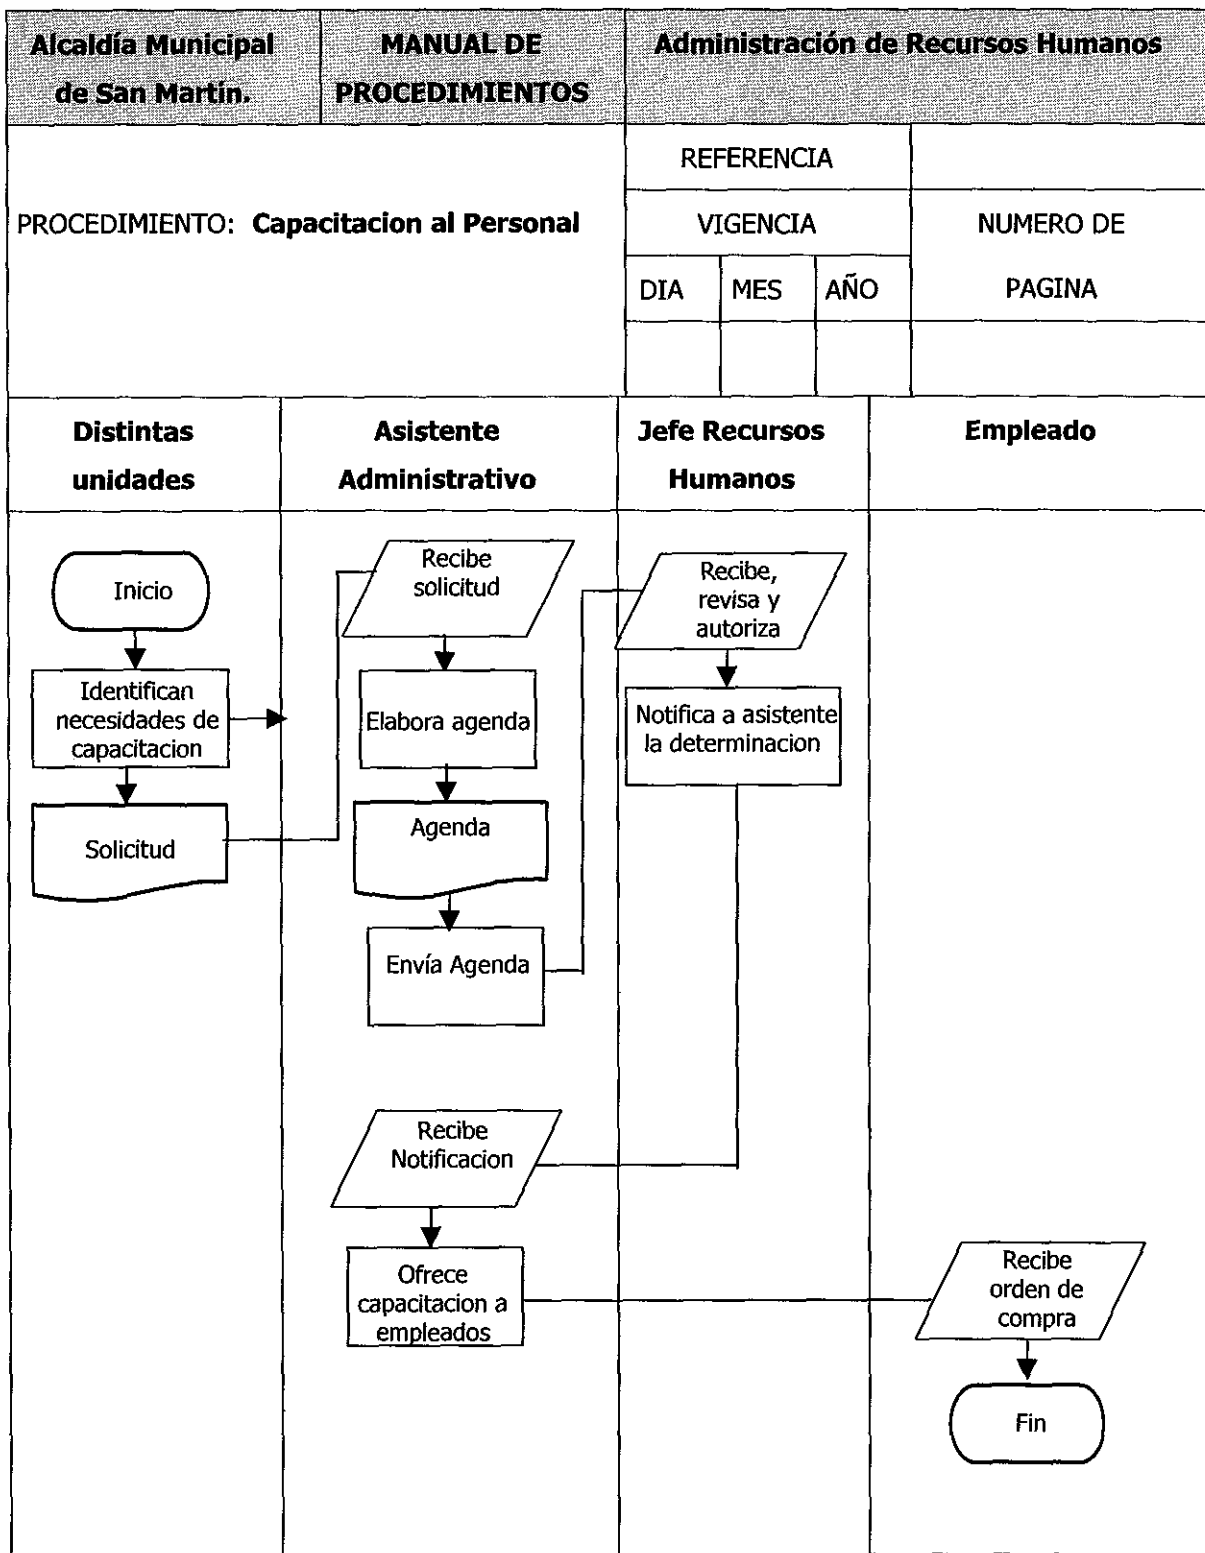 Alcaldía Municipal
de San Martín.
MANUAL DE
PROCEDIMIENTOS
Administración de Recursos Humanos
PROCEDIMIENTO: Capacitacion al Personal
REFERENCIA
VIGENCIA
DIA
MES
AÑO
NUMERO DE
PAGINA
Distintas
unidades
Asistente
Administrativo
Jefe Recursos
Humanos
Empleado
Inicio
Identifican
necesidades de
capacitacion
Solicitud
Recibe
solicitud
Elabora agenda
Agenda
Envía Agenda
Recibe,
revisa y
autoriza
Notifica a asistente
la determinacion
Recibe
Notificacion
Ofrece
capacitacion a
empleados
Recibe
orden de
compra
Fin